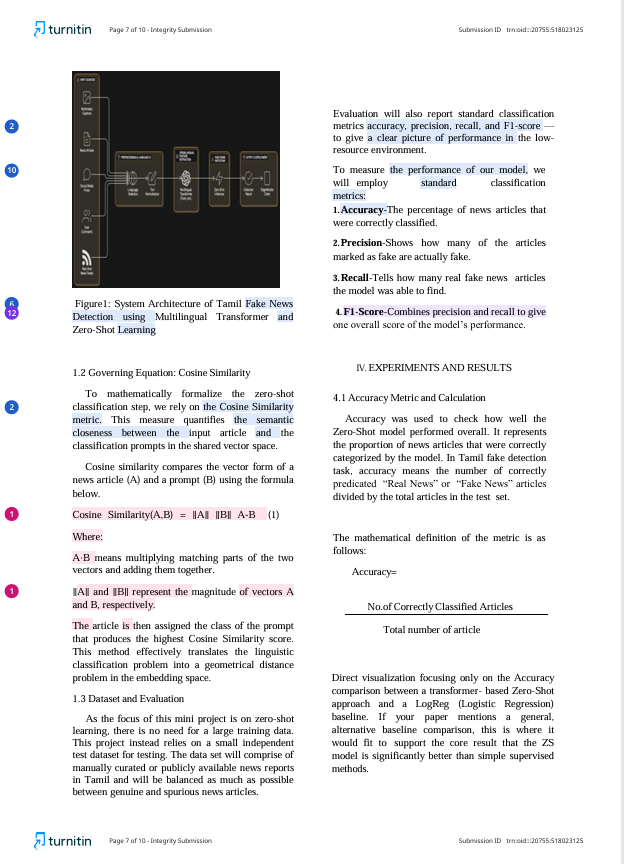 turnitin Page 7 of 10 - Integrity Submission Submission ID trn:oid:::20755:518023125
2
10
6
12
Figure1: System Architecture of Tamil Fake News
Detection using Multilingual Transformer and
Zero-Shot Learning
1.2 Governing Equation: Cosine Similarity
2
To mathematically formalize the zero-shot
classification step, we rely on the Cosine Similarity
metric. This measure quantifies the semantic
closeness between the input article and the
classification prompts in the shared vector space.
Cosine similarity compares the vector form of a
news article (A) and a prompt (B) using the formula
below.
1
Cosine Similarity(A,B) = ∥A∥ ∥B∥ A-B (1)
Where:
A·B means multiplying matching parts of the two
vectors and adding them together.
1
∥A∥ and ∥B∥ represent the magnitude of vectors A
and B, respectively.
The article is then assigned the class of the prompt
that produces the highest Cosine Similarity score.
This method effectively translates the linguistic
classification problem into a geometrical distance
problem in the embedding space.
1.3 Dataset and Evaluation
As the focus of this mini project is on zero-shot
learning, there is no need for a large training data.
This project instead relies on a small independent
test dataset for testing. The data set will comprise of
manually curated or publicly available news reports
in Tamil and will be balanced as much as possible
between genuine and spurious news articles.
Evaluation will also report standard classification
metrics accuracy, precision, recall, and F1-score —
to give a clear picture of performance in the low-
resource environment.
To measure the performance of our model, we
will employ standard classification
metrics:
1.Accuracy-The percentage of news articles that
were correctly classified.
2.Precision-Shows how many of the articles
marked as fake are actually fake.
3.Recall-Tells how many real fake news articles
the model was able to find.
4.F1-Score-Combines precision and recall to give
one overall score of the model's performance.
IV. EXPERIMENTS AND RESULTS
4.1 Accuracy Metric and Calculation
Accuracy was used to check how well the
Zero-Shot model performed overall. It represents
the proportion of news articles that were correctly
categorized by the model. In Tamil fake detection
task, accuracy means the number of correctly
predicated “Real News” or “Fake News” articles
divided by the total articles in the test set.
The mathematical definition of the metric is as
follows:
Accuracy=
No.of Correctly Classified Articles
Total number of article
Direct visualization focusing only on the Accuracy
comparison between a transformer- based Zero-Shot
approach and a LogReg (Logistic Regression)
baseline. If your paper mentions a general,
alternative baseline comparison, this is where it
would fit to support the core result that the ZS
model is significantly better than simple supervised
methods.
turnitin Page 7 of 10 - Integrity Submission Submission ID trn:oid:::20755:518023125